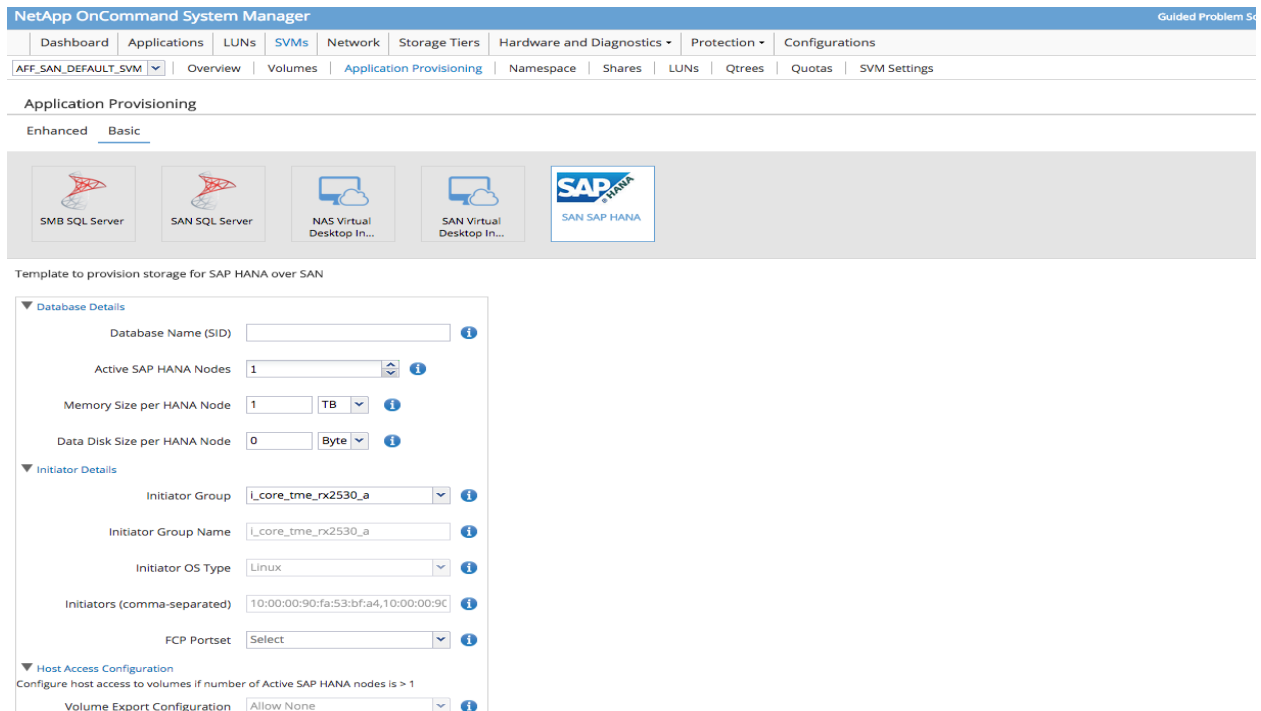 NetApp OnCommand System Manager
Guided Problem So
Dashboard Applications LUNs SVMs Network Storage Tiers Hardware and Diagnostics Protection Configurations
AFF_SAN_DEFAULT_SVM Overview Volumes Application Provisioning Namespace Shares LUNs Qtrees Quotas SVM Settings
Application Provisioning
Enhanced Basic
SMB SQL Server
SAN SQL Server
NAS Virtual
Desktop In...
SAN Virtual
Desktop In...
SAP HANA
SAN SAP HANA
Template to provision storage for SAP HANA over SAN
Database Details
Database Name (SID)
Active SAP HANA Nodes 1
Memory Size per HANA Node 1 TB
Data Disk Size per HANA Node 0 Byte
Initiator Details
Initiator Group i_core_tme_rx2530_a
Initiator Group Name i_core_tme_rx2530_a
Initiator OS Type Linux
Initiators (comma-separated) 10:00:00:90:fa:53:bf:a4,10:00:00:90
FCP Portset Select
Host Access Configuration
Configure host access to volumes if number of Active SAP HANA nodes is > 1
Volume Export Configuration Allow None